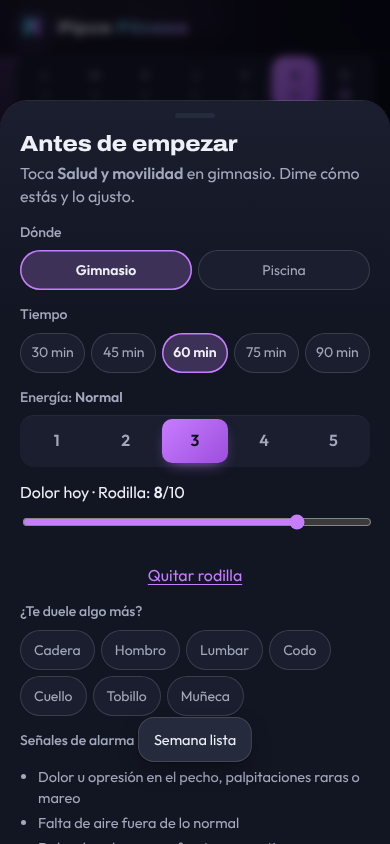 Pipos Fitness
Antes de empezar
Toca Salud y movilidad en gimnasio. Dime cómo
estás y lo ajusto.
Dónde
Gimnasio
Piscina
Tiempo
30 min
45 min
60 min
75 min
90 min
Energía: Normal
1
2
3
4
5
Dolor hoy · Rodilla: 8/10
Quitar rodilla
¿Te duele algo más?
Cadera
Hombro
Lumbar
Codo
Cuello
Tobillo
Muñeca
Señales de alarma
Semana lista
Dolor u opresión en el pecho, palpitaciones raras o
mareo
Falta de aire fuera de lo normal